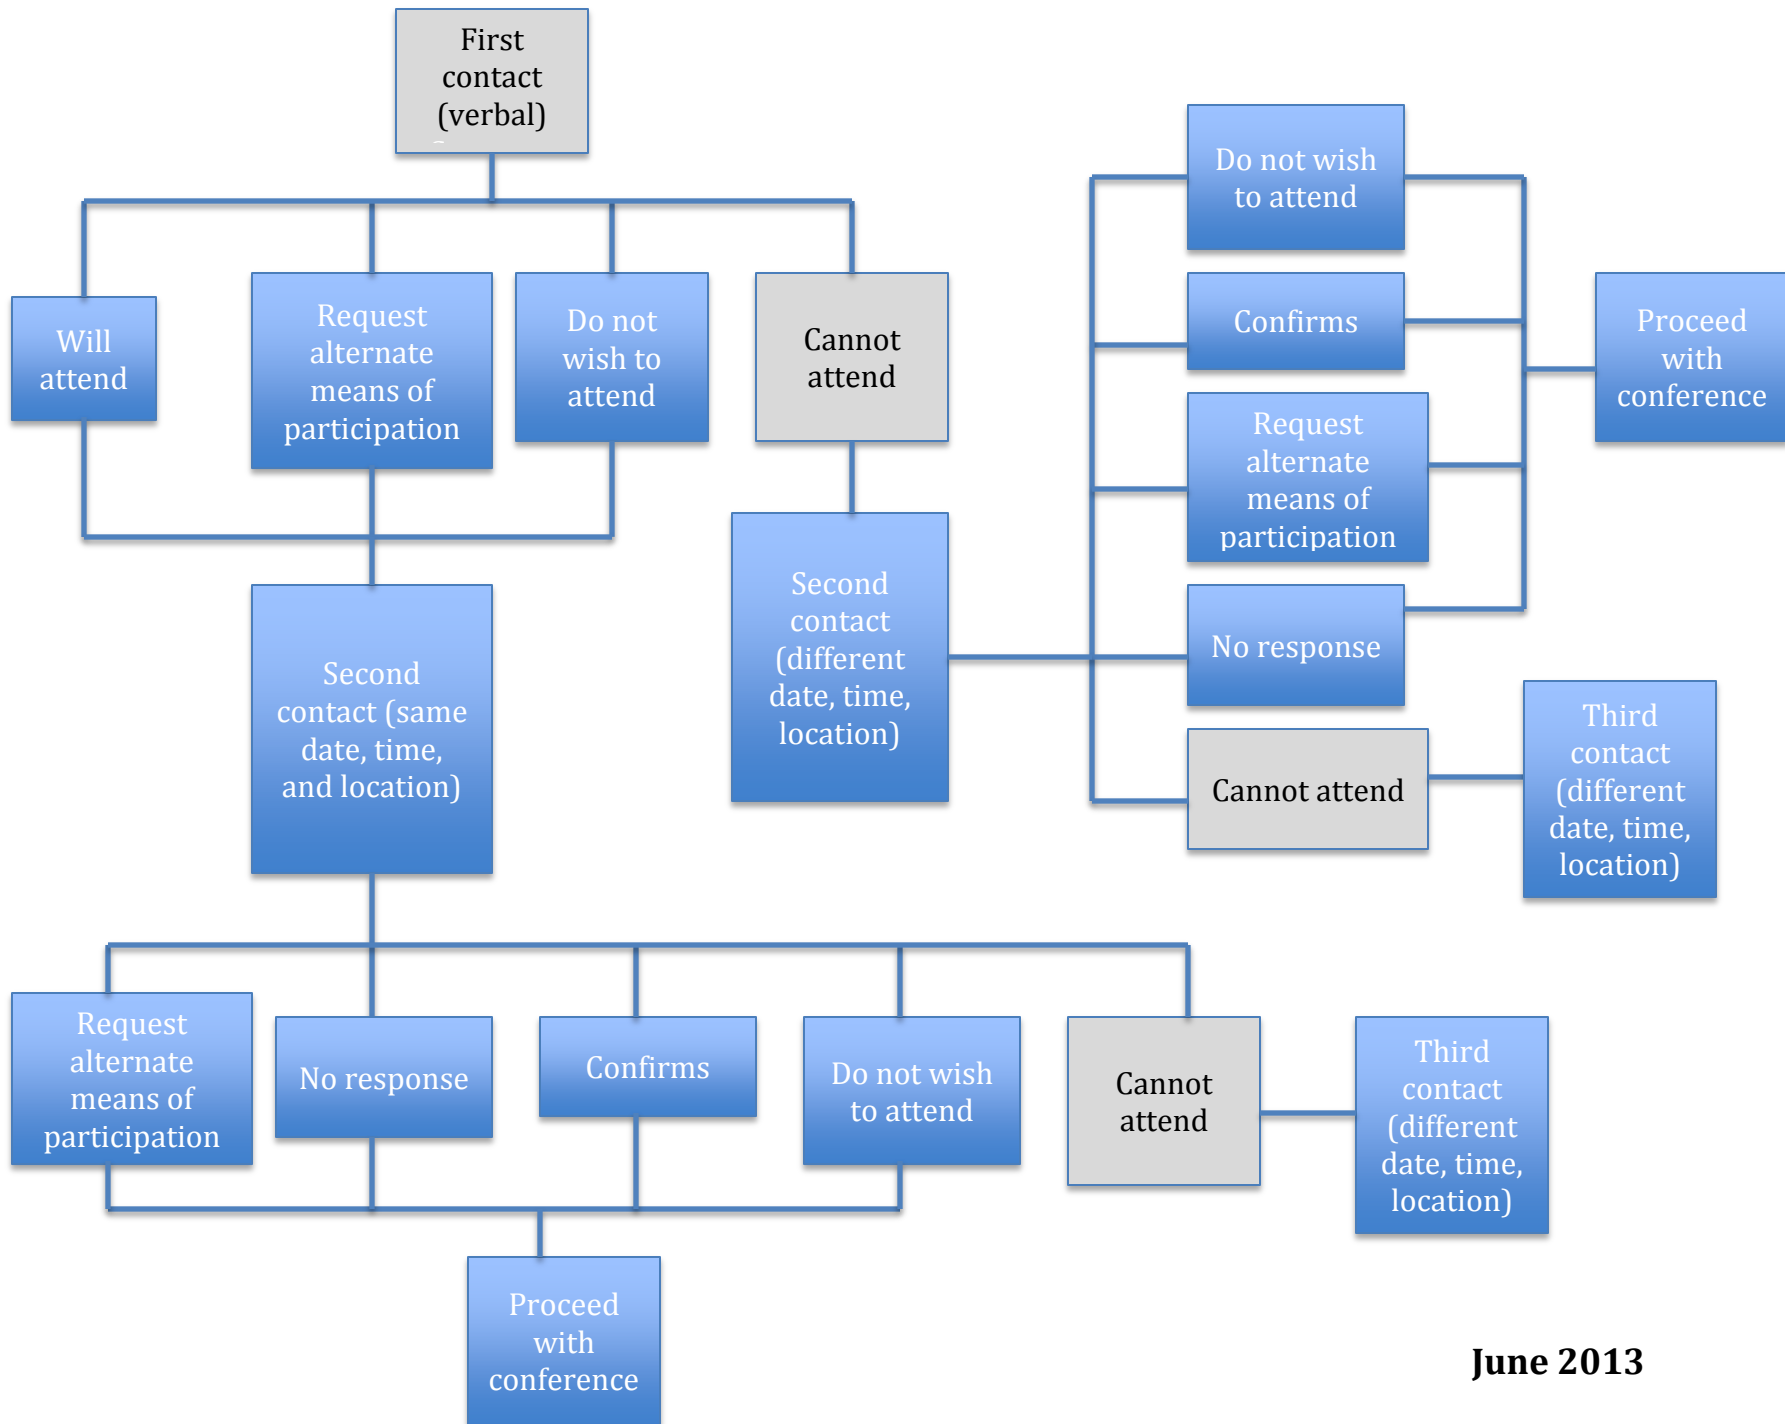 First
contact
(verbal)
Will
attend
Request
alternate
means of
participation
Do not
wish to
attend
Cannot
attend
Second
contact (same
date, time,
and location)
Second
contact
(different
date, time,
location)
Do not wish
to attend
Confirms
Request
alternate
means of
participation
No response
Cannot attend
Proceed
with
conference
Third
contact
(different
date, time,
location)
Request
alternate
means of
participation
No response
Confirms
Do not wish
to attend
Cannot
attend
Third
contact
(different
date, time,
location)
Proceed
with
conference
June 2013